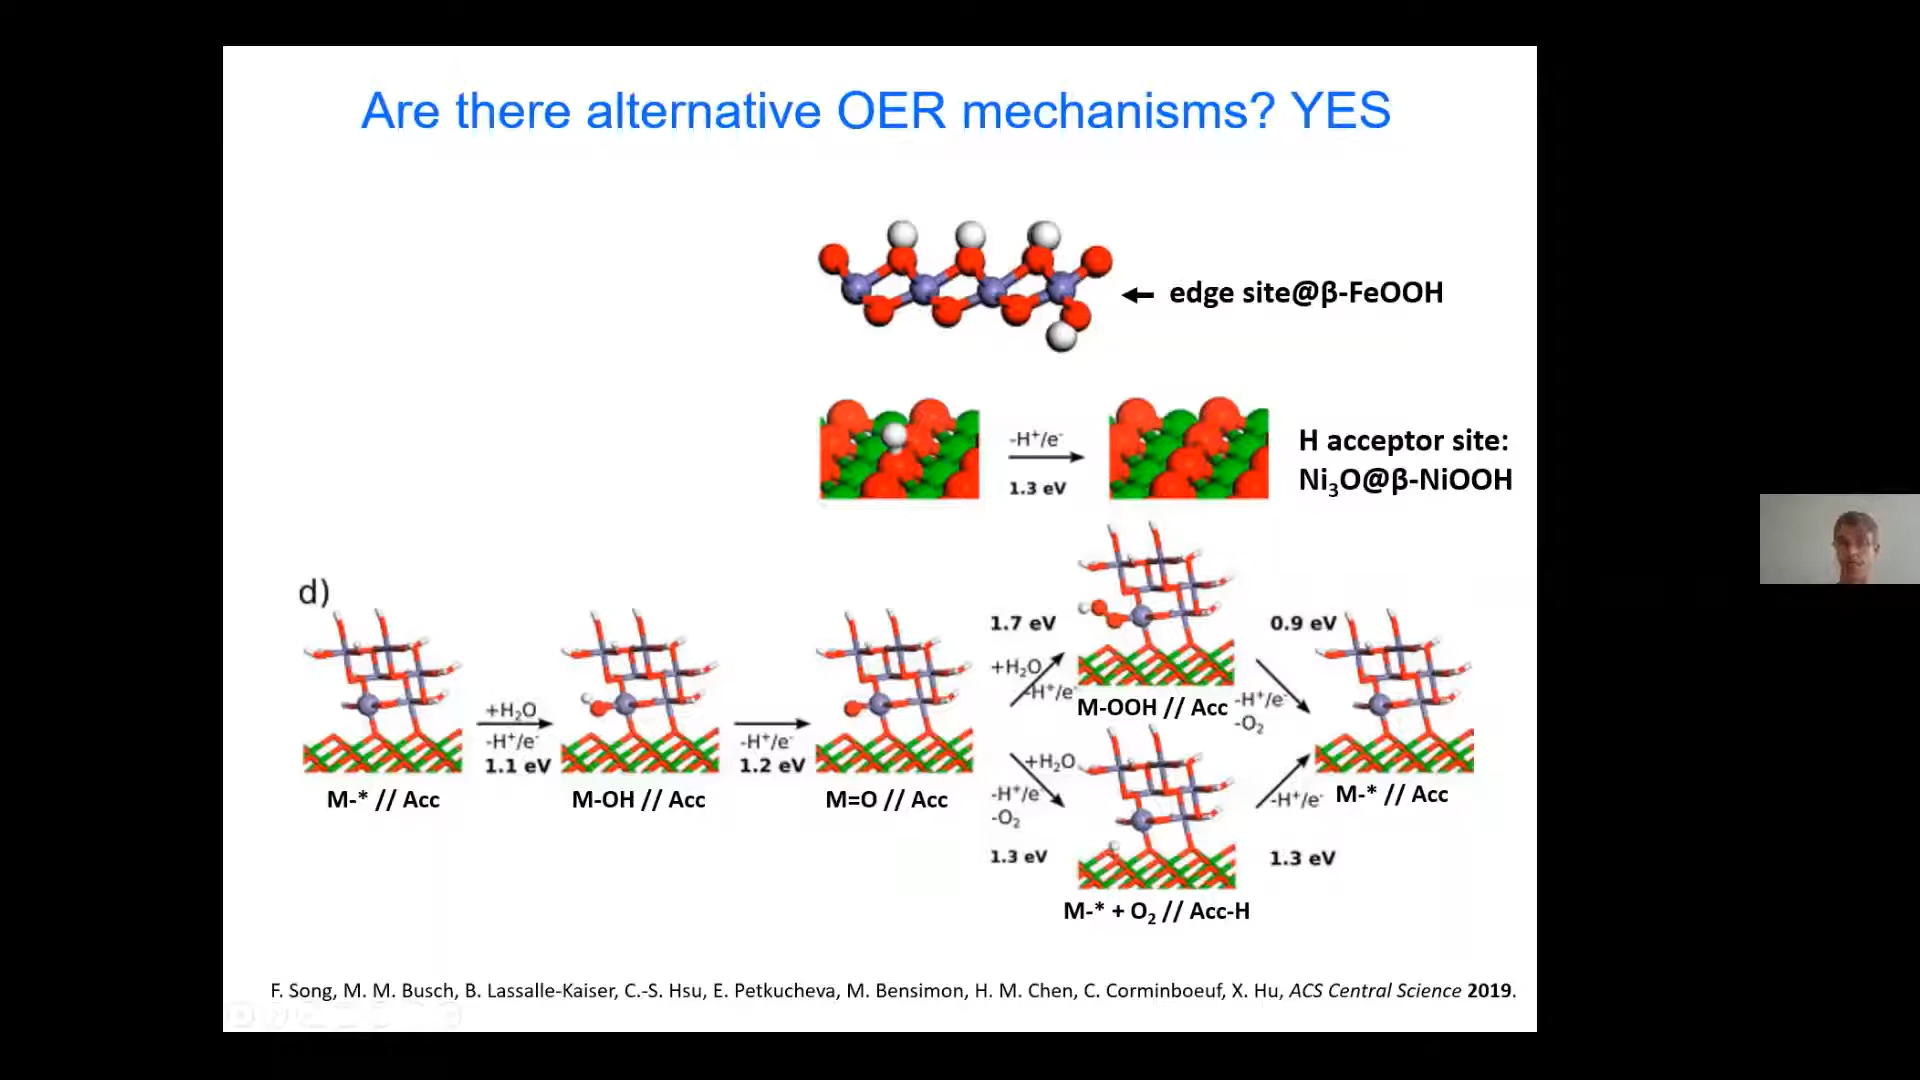 Are there alternative OER mechanisms? YES
edge site@β-FeOOH
-H⁺/e⁻
1.3 eV
H acceptor site:
Ni₃O@β-NiOOH
d)
+H₂O
-H⁺/e⁻
1.1 eV
-H⁺/e⁻
1.2 eV
1.7 eV
+H₂O
-H⁺/e⁻
0.9 eV
-H⁺/e⁻
-O₂
M-OOH // Acc
+H₂O
-H⁺/e⁻
-O₂
1.3 eV
-H⁺/e⁻
1.3 eV
M-* // Acc
M-OH // Acc
M=O // Acc
M-* // Acc
M-* + O₂ // Acc-H
F. Song, M. M. Busch, B. Lassalle-Kaiser, C.-S. Hsu, E. Petkucheva, M. Bensimon, H. M. Chen, C. Corminboeuf, X. Hu, ACS Central Science 2019.